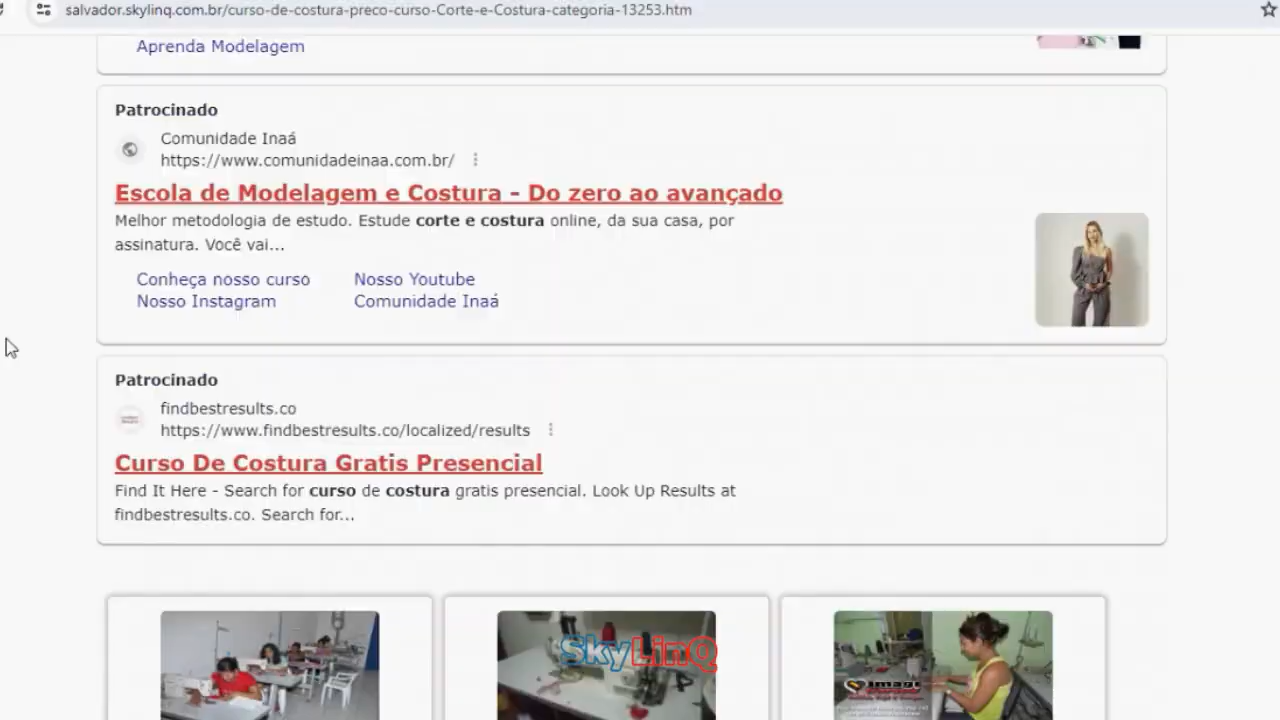 salvador.skylinq.com.br/curso-de-costura-preco-curso-Corte-e-Costura-categoria-13253.htm
Aprenda Modelagem
Patrocinado
Comunidade Inaá
https://www.comunidadeinaa.com.br/
Escola de Modelagem e Costura - Do zero ao avançado
Melhor metodologia de estudo. Estude corte e costura online, da sua casa, por
assinatura. Você vai...
Conheça nosso curso Nosso Youtube
Nosso Instagram Comunidade Inaá
Patrocinado
findbestresults.co
https://www.findbestresults.co/localized/results
Curso De Costura Gratis Presencial
Find It Here - Search for curso de costura gratis presencial. Look Up Results at
findbestresults.co. Search for...
SkyLinQ